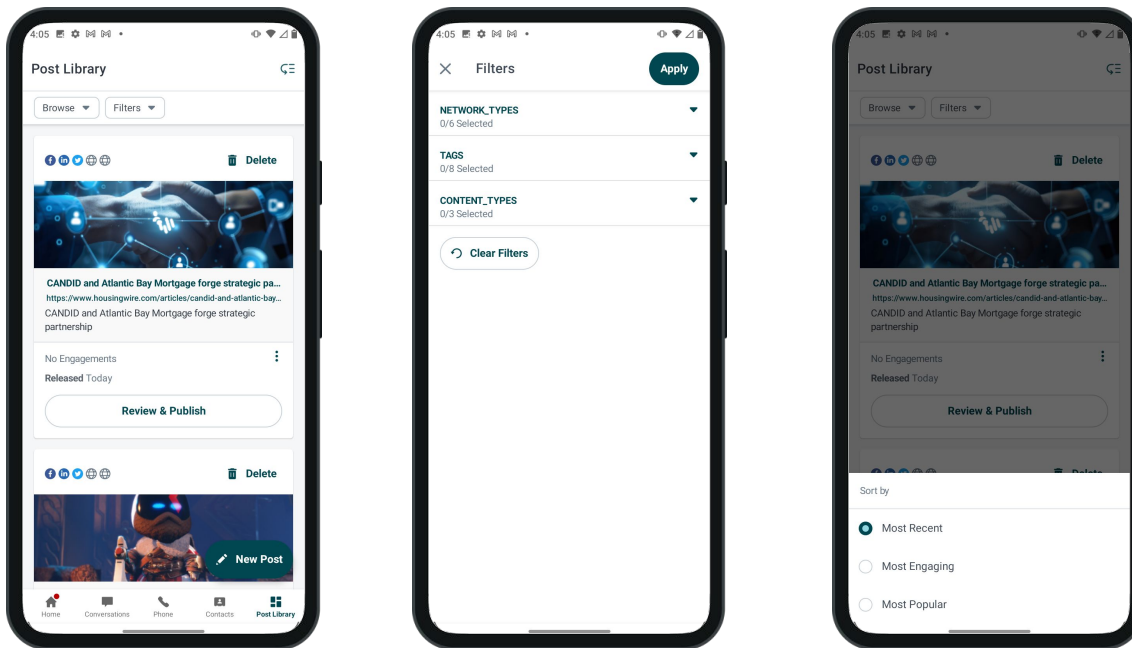 4:05
Post Library
Browse
Filters
Delete
CANDID and Atlantic Bay Mortgage forge strategic pa...
https://www.housingwire.com/articles/candid-and-atlantic-bay...
CANDID and Atlantic Bay Mortgage forge strategic
partnership
No Engagements
Released Today
Review & Publish
Delete
New Post
Home
Conversations
Phone
Contacts
Post Library
4:05
Filters
Apply
NETWORK_TYPES
0/6 Selected
TAGS
0/8 Selected
CONTENT_TYPES
0/3 Selected
Clear Filters
4:05
Post Library
Browse
Filters
Delete
CANDID and Atlantic Bay Mortgage forge strategic pa...
https://www.housingwire.com/articles/candid-and-atlantic-bay...
CANDID and Atlantic Bay Mortgage forge strategic
partnership
No Engagements
Released Today
Review & Publish
Delete
Sort by
Most Recent
Most Engaging
Most Popular